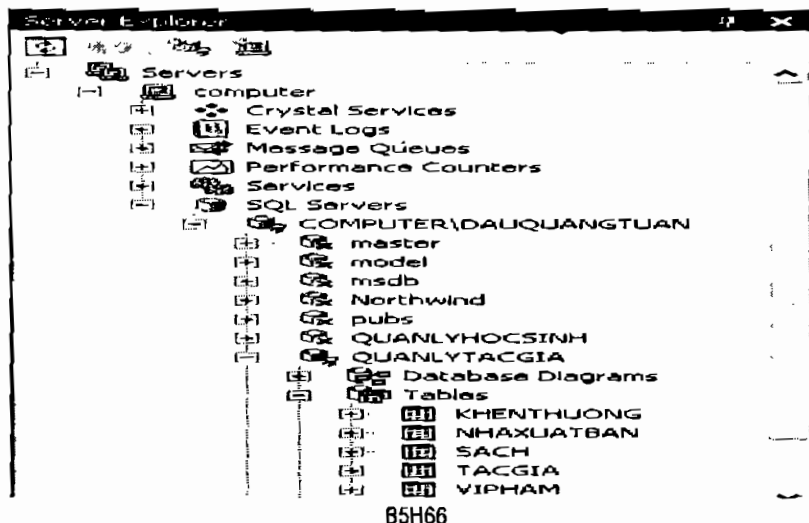 Server Explorer
Servers
computer
Crystal Services
Event Logs
Message Queues
Performance Counters
Services
SQL Servers
COMPUTER\DAUQUANGTUAN
master
model
msdb
Northwind
pubs
QUANLYHOCSINH
QUANLYTACGIA
Database Diagrams
Tables
KHENTHUONG
NHAXUATBAN
SACH
TACGIA
VIPHAM
B5H66